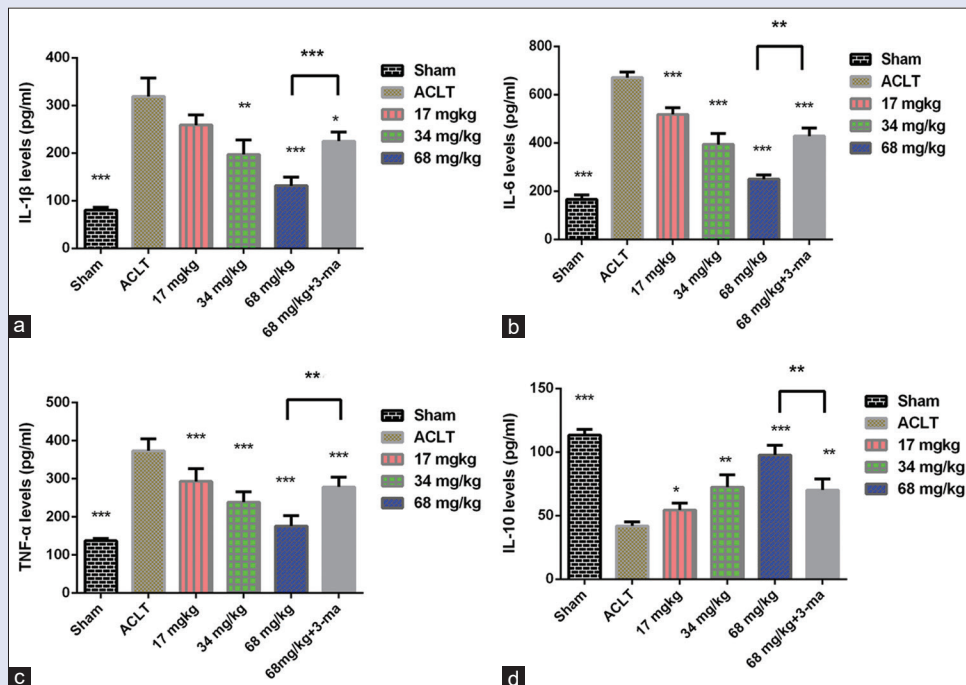 400
300
200
100
0
IL-1β levels (pg/ml)
***
**
***
*
***
Sham
ACLT
17 mgkg
34 mg/kg
68 mg/kg
68 mg/kg+3-ma
Sham
ACLT
17 mgkg
34 mg/kg
68 mg/kg
a
800
600
400
200
0
IL-6 levels (pg/ml)
***
***
***
***
***
**
Sham
ACLT
17 mgkg
34 mg/kg
68 mg/kg
68 mg/kg+3-ma
Sham
ACLT
17 mgkg
34 mg/kg
68 mg/kg
b
500
400
300
200
100
0
TNF-α levels (pg/ml)
***
***
***
***
***
**
Sham
ACLT
17 mgkg
34 mg/kg
68 mg/kg
68mg/kg+3-ma
Sham
ACLT
17 mgkg
34 mg/kg
68 mg/kg
c
150
100
50
0
IL-10 levels (pg/ml)
***
*
**
***
**
**
Sham
ACLT
17 mgkg
34 mg/kg
68 mg/kg
68 mg/kg+3-ma
Sham
ACLT
17 mgkg
34 mg/kg
68 mg/kg
d